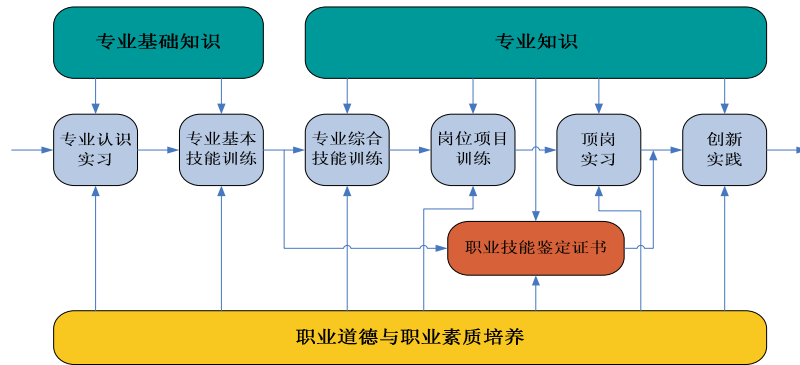 专业基础知识
专业知识
专业认识
实习
专业基本
技能训练
专业综合
技能训练
岗位项目
训练
顶岗
实习
创新
实践
职业技能鉴定证书
职业道德与职业素质培养